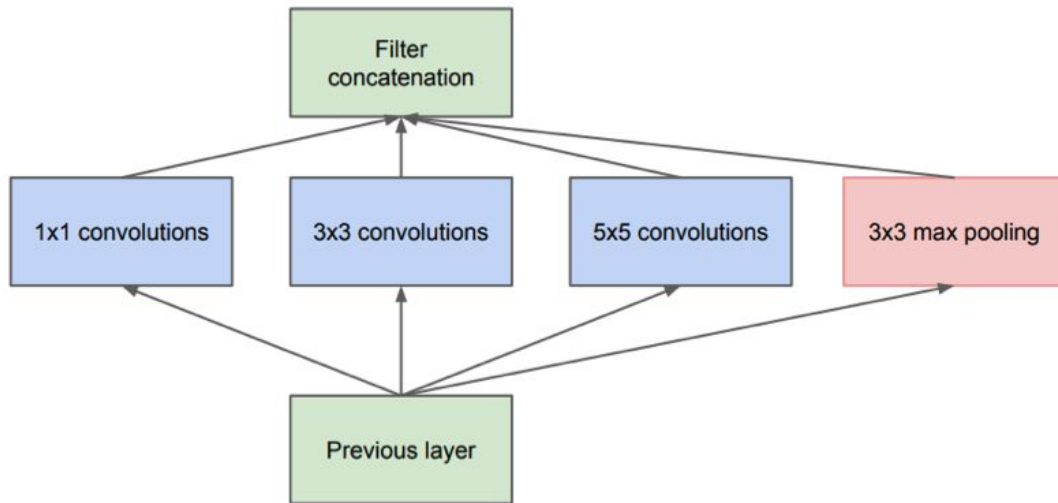 Filter
concatenation
1x1 convolutions
3x3 convolutions
5x5 convolutions
3x3 max pooling
Previous layer